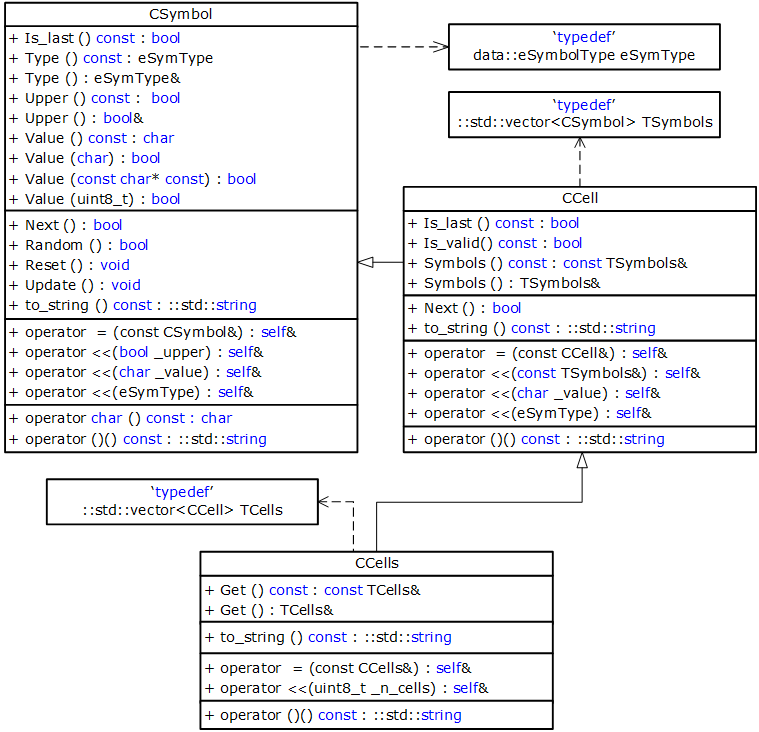 CSymbol
+ Is_last () const : bool
+ Type () const : eSymType
+ Type () : eSymType&
+ Upper () const :  bool
+ Upper () : bool&
+ Value () const : char
+ Value (char) : bool
+ Value (const char* const) : bool
+ Value (uint8_t) : bool
+ Next () : bool
+ Random () : bool
+ Reset () : void
+ Update () : void
+ to_string () const : ::std::string
+ operator  = (const CSymbol&) : self&
+ operator <<(bool _upper) : self&
+ operator <<(char _value) : self&
+ operator <<(eSymType) : self&
+ operator char () const : char
+ operator ()() const : ::std::string
‘typedef’
data::eSymbolType eSymType
‘typedef’
::std::vector<CSymbol> TSymbols
CCell
+ Is_last () const : bool
+ Is_valid() const : bool
+ Symbols () const : const TSymbols&
+ Symbols () : TSymbols&
+ Next () : bool
+ to_string () const : ::std::string
+ operator  = (const CCell&) : self&
+ operator <<(const TSymbols&) : self&
+ operator <<(char _value) : self&
+ operator <<(eSymType) : self&
+ operator ()() const : ::std::string
‘typedef’
::std::vector<CCell> TCells
CCells
+ Get () const : const TCells&
+ Get () : TCells&
+ to_string () const : ::std::string
+ operator  = (const CCells&) : self&
+ operator <<(uint8_t _n_cells) : self&
+ operator ()() const : ::std::string